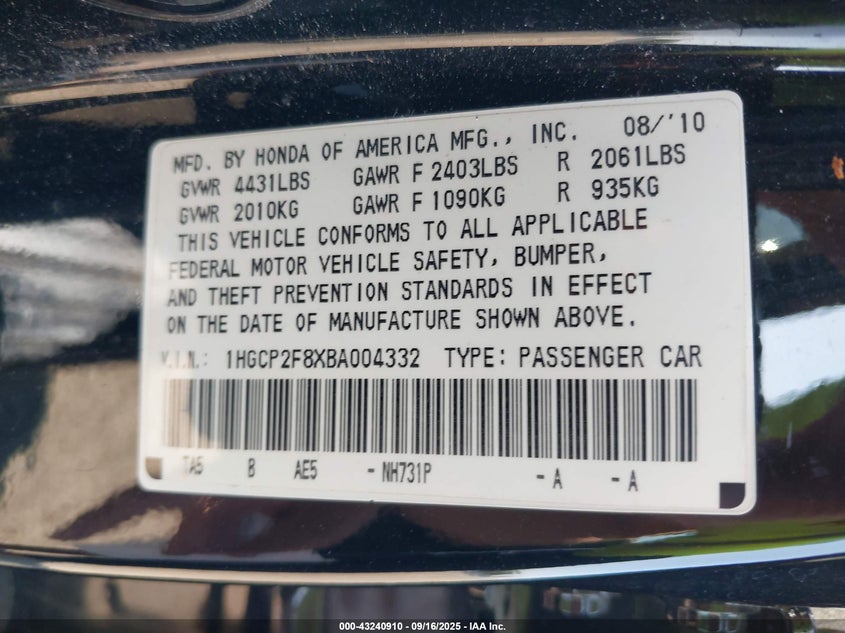 MFD. BY HONDA OF AMERICA MFG., INC. 08/'10
GVWR 4431LBS GAWR F 2403LBS R 2061LBS
GVWR 2010KG GAWR F 1090KG R 935KG
THIS VEHICLE CONFORMS TO ALL APPLICABLE
FEDERAL MOTOR VEHICLE SAFETY, BUMPER,
AND THEFT PREVENTION STANDARDS IN EFFECT
ON THE DATE OF MANUFACTURE SHOWN ABOVE.
V.I.N.: 1HGCP2F8XBA004332 TYPE: PASSENGER CAR
TA5 B AE5 - NH731P - A - A
000-43240910 - 09/16/2025 - IAA Inc.